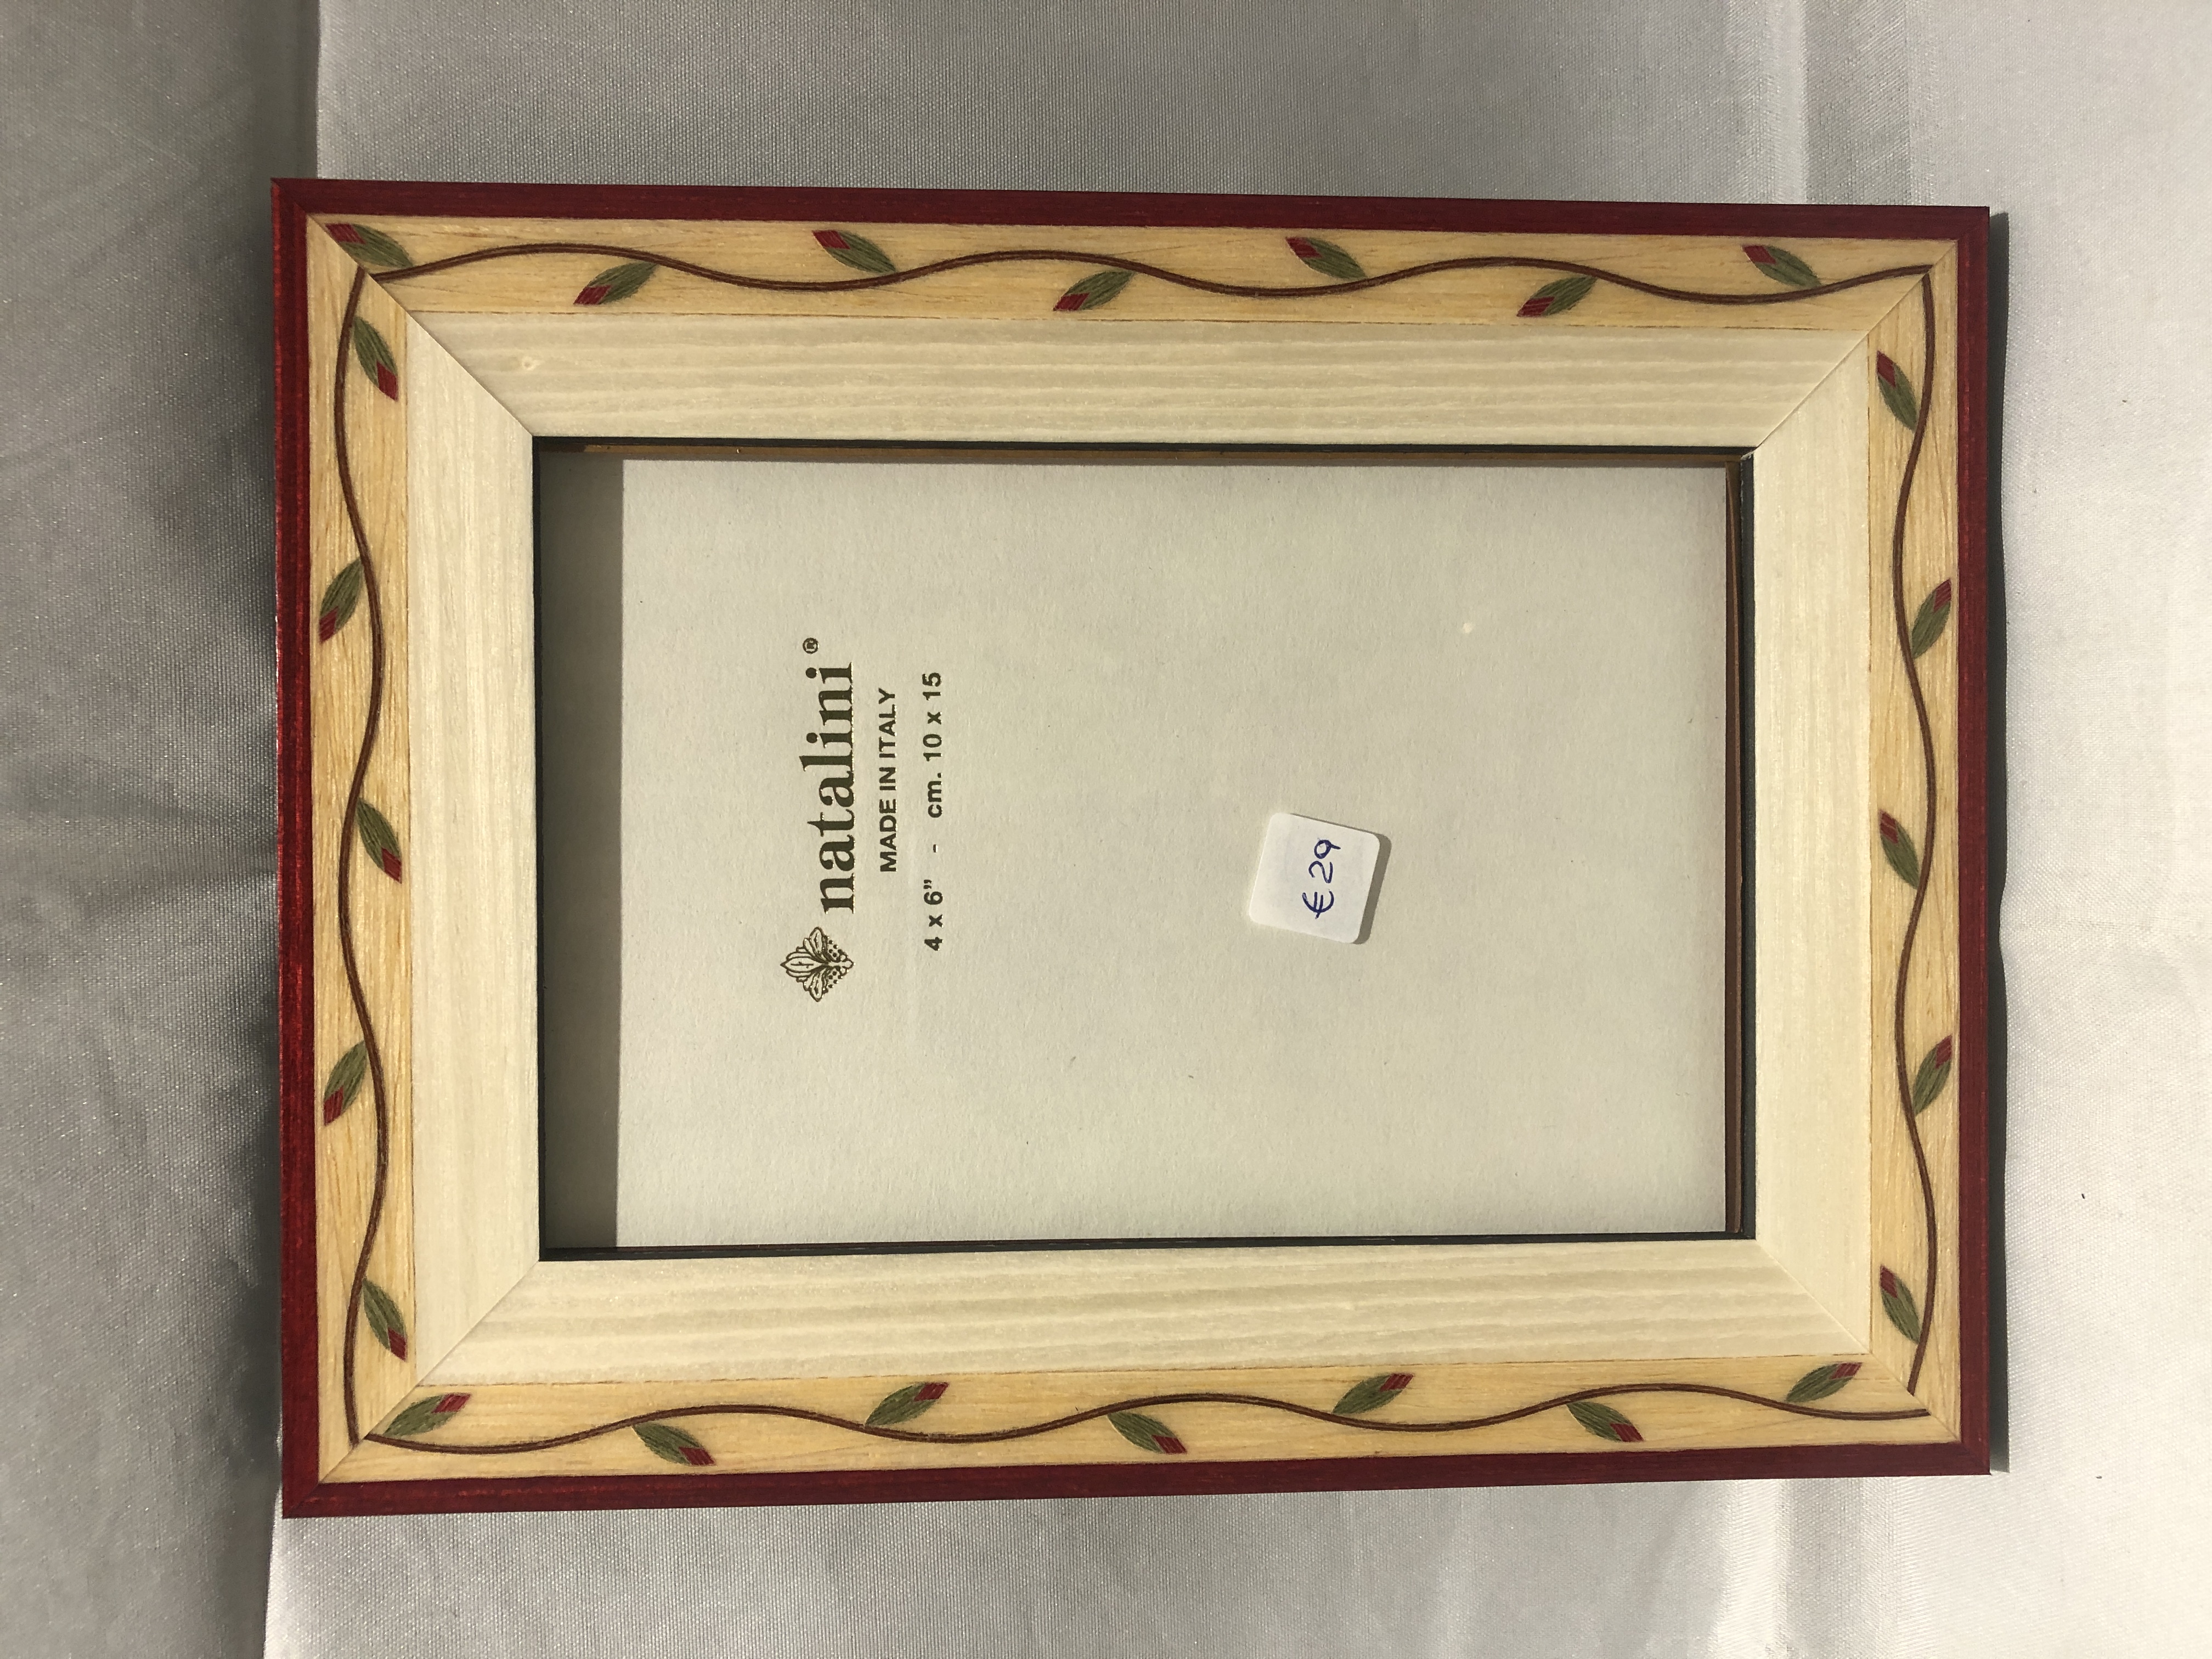 natalini®
MADE IN ITALY
4 x 6” - cm. 10 x 15
€29